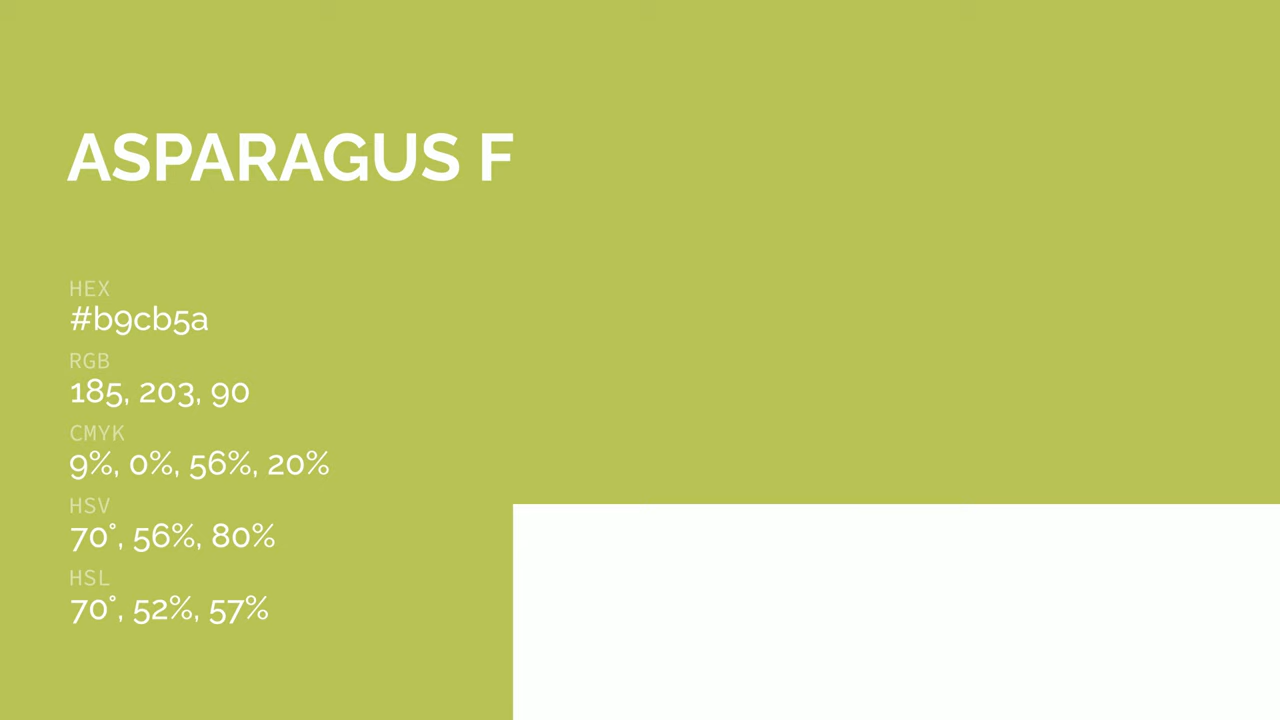 ASPARAGUS F
HEX
#b9cb5a
RGB
185, 203, 90
CMYK
9%, 0%, 56%, 20%
HSV
70°, 56%, 80%
HSL
70°, 52%, 57%